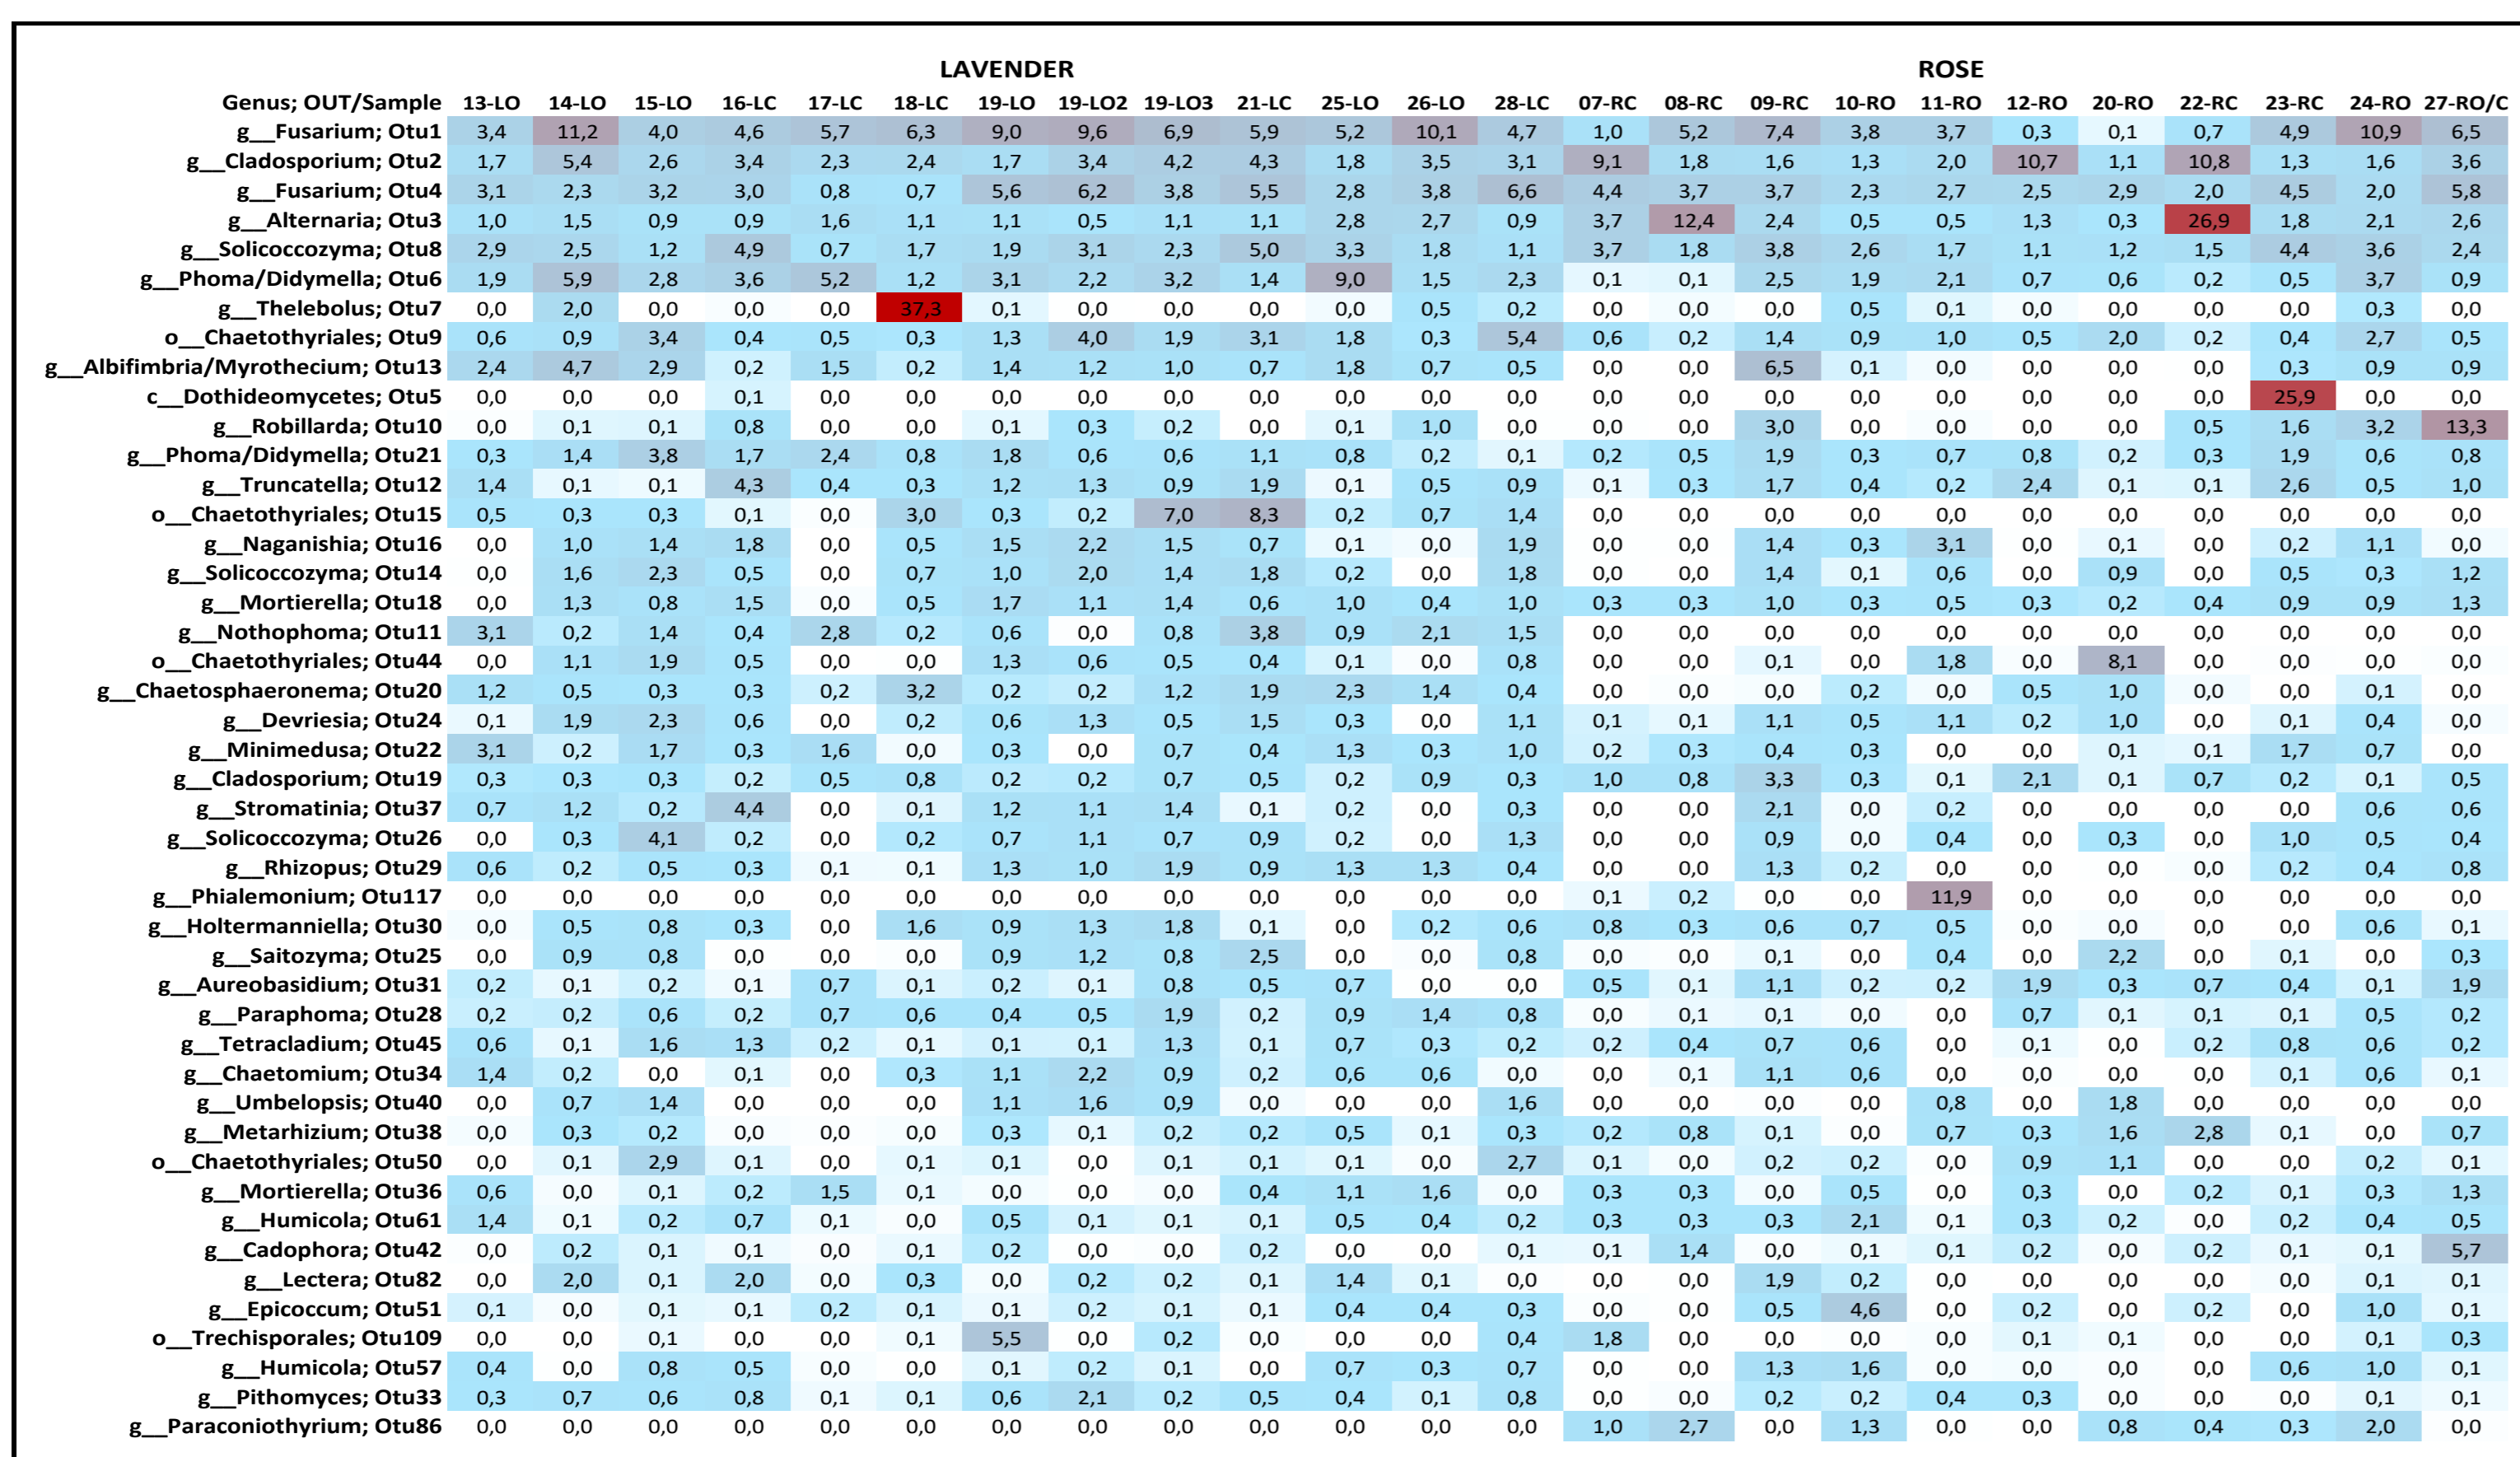 LAVENDER ROSE
Genus; OUT/Sample 13-LO 14-LO 15-LO 16-LC 17-LC 18-LC 19-LO 19-LO2 19-LO3 21-LC 25-LO 26-LO 28-LC 07-RC 08-RC 09-RC 10-RO 11-RO 12-RO 20-RO 22-RC 23-RC 24-RO 27-RO/C
g__Fusarium; Otu1 3,4 11,2 4,0 4,6 5,7 6,3 9,0 9,6 6,9 5,9 5,2 10,1 4,7 1,0 5,2 7,4 3,8 3,7 0,3 0,1 0,7 4,9 10,9 6,5
g__Cladosporium; Otu2 1,7 5,4 2,6 3,4 2,3 2,4 1,7 3,4 4,2 4,3 1,8 3,5 3,1 9,1 1,8 1,6 1,3 2,0 10,7 1,1 10,8 1,3 1,6 3,6
g__Fusarium; Otu4 3,1 2,3 3,2 3,0 0,8 0,7 5,6 6,2 3,8 5,5 2,8 3,8 6,6 4,4 3,7 3,7 2,3 2,7 2,5 2,9 2,0 4,5 2,0 5,8
g__Alternaria; Otu3 1,0 1,5 0,9 0,9 1,6 1,1 1,1 0,5 1,1 1,1 2,8 2,7 0,9 3,7 12,4 2,4 0,5 0,5 1,3 0,3 26,9 1,8 2,1 2,6
g__Solicoccozyma; Otu8 2,9 2,5 1,2 4,9 0,7 1,7 1,9 3,1 2,3 5,0 3,3 1,8 1,1 3,7 1,8 3,8 2,6 1,7 1,1 1,2 1,5 4,4 3,6 2,4
g__Phoma/Didymella; Otu6 1,9 5,9 2,8 3,6 5,2 1,2 3,1 2,2 3,2 1,4 9,0 1,5 2,3 0,1 0,1 2,5 1,9 2,1 0,7 0,6 0,2 0,5 3,7 0,9
g__Thelebolus; Otu7 0,0 2,0 0,0 0,0 0,0 37,3 0,1 0,0 0,0 0,0 0,0 0,5 0,2 0,0 0,0 0,0 0,5 0,1 0,0 0,0 0,0 0,0 0,3 0,0
o__Chaetothyriales; Otu9 0,6 0,9 3,4 0,4 0,5 0,3 1,3 4,0 1,9 3,1 1,8 0,3 5,4 0,6 0,2 1,4 0,9 1,0 0,5 2,0 0,2 0,4 2,7 0,5
g__Albifimbria/Myrothecium; Otu13 2,4 4,7 2,9 0,2 1,5 0,2 1,4 1,2 1,0 0,7 1,8 0,7 0,5 0,0 0,0 6,5 0,1 0,0 0,0 0,0 0,0 0,3 0,9 0,9
c__Dothideomycetes; Otu5 0,0 0,0 0,0 0,1 0,0 0,0 0,0 0,0 0,0 0,0 0,0 0,0 0,0 0,0 0,0 0,0 0,0 0,0 0,0 0,0 0,0 25,9 0,0 0,0
g__Robillarda; Otu10 0,0 0,1 0,1 0,8 0,0 0,0 0,1 0,3 0,2 0,0 0,1 1,0 0,0 0,0 0,0 3,0 0,0 0,0 0,0 0,0 0,5 1,6 3,2 13,3
g__Phoma/Didymella; Otu21 0,3 1,4 3,8 1,7 2,4 0,8 1,8 0,6 0,6 1,1 0,8 0,2 0,1 0,2 0,5 1,9 0,3 0,7 0,8 0,2 0,3 1,9 0,6 0,8
g__Truncatella; Otu12 1,4 0,1 0,1 4,3 0,4 0,3 1,2 1,3 0,9 1,9 0,1 0,5 0,9 0,1 0,3 1,7 0,4 0,2 2,4 0,1 0,1 2,6 0,5 1,0
o__Chaetothyriales; Otu15 0,5 0,3 0,3 0,1 0,0 3,0 0,3 0,2 7,0 8,3 0,2 0,7 1,4 0,0 0,0 0,0 0,0 0,0 0,0 0,0 0,0 0,0 0,0 0,0
g__Naganishia; Otu16 0,0 1,0 1,4 1,8 0,0 0,5 1,5 2,2 1,5 0,7 0,1 0,0 1,9 0,0 0,0 1,4 0,3 3,1 0,0 0,1 0,0 0,2 1,1 0,0
g__Solicoccozyma; Otu14 0,0 1,6 2,3 0,5 0,0 0,7 1,0 2,0 1,4 1,8 0,2 0,0 1,8 0,0 0,0 1,4 0,1 0,6 0,0 0,9 0,0 0,5 0,3 1,2
g__Mortierella; Otu18 0,0 1,3 0,8 1,5 0,0 0,5 1,7 1,1 1,4 0,6 1,0 0,4 1,0 0,3 0,3 1,0 0,3 0,5 0,3 0,2 0,4 0,9 0,9 1,3
g__Nothophoma; Otu11 3,1 0,2 1,4 0,4 2,8 0,2 0,6 0,0 0,8 3,8 0,9 2,1 1,5 0,0 0,0 0,0 0,0 0,0 0,0 0,0 0,0 0,0 0,0 0,0
o__Chaetothyriales; Otu44 0,0 1,1 1,9 0,5 0,0 0,0 1,3 0,6 0,5 0,4 0,1 0,0 0,8 0,0 0,0 0,1 0,0 1,8 0,0 8,1 0,0 0,0 0,0 0,0
g__Chaetosphaeronema; Otu20 1,2 0,5 0,3 0,3 0,2 3,2 0,2 0,2 1,2 1,9 2,3 1,4 0,4 0,0 0,0 0,0 0,2 0,0 0,5 1,0 0,0 0,0 0,1 0,0
g__Devriesia; Otu24 0,1 1,9 2,3 0,6 0,0 0,2 0,6 1,3 0,5 1,5 0,3 0,0 1,1 0,1 0,1 1,1 0,5 1,1 0,2 1,0 0,0 0,1 0,4 0,0
g__Minimedusa; Otu22 3,1 0,2 1,7 0,3 1,6 0,0 0,3 0,0 0,7 0,4 1,3 0,3 1,0 0,2 0,3 0,4 0,3 0,0 0,0 0,1 0,1 1,7 0,7 0,0
g__Cladosporium; Otu19 0,3 0,3 0,3 0,2 0,5 0,8 0,2 0,2 0,7 0,5 0,2 0,9 0,3 1,0 0,8 3,3 0,3 0,1 2,1 0,1 0,7 0,2 0,1 0,5
g__Stromatinia; Otu37 0,7 1,2 0,2 4,4 0,0 0,1 1,2 1,1 1,4 0,1 0,2 0,0 0,3 0,0 0,0 2,1 0,0 0,2 0,0 0,0 0,0 0,0 0,6 0,6
g__Solicoccozyma; Otu26 0,0 0,3 4,1 0,2 0,0 0,2 0,7 1,1 0,7 0,9 0,2 0,0 1,3 0,0 0,0 0,9 0,0 0,4 0,0 0,3 0,0 1,0 0,5 0,4
g__Rhizopus; Otu29 0,6 0,2 0,5 0,3 0,1 0,1 1,3 1,0 1,9 0,9 1,3 1,3 0,4 0,0 0,0 1,3 0,2 0,0 0,0 0,0 0,0 0,2 0,4 0,8
g__Phialemonium; Otu117 0,0 0,0 0,0 0,0 0,0 0,0 0,0 0,0 0,0 0,0 0,0 0,0 0,0 0,1 0,2 0,0 0,0 11,9 0,0 0,0 0,0 0,0 0,0 0,0
g__Holtermanniella; Otu30 0,0 0,5 0,8 0,3 0,0 1,6 0,9 1,3 1,8 0,1 0,0 0,2 0,6 0,8 0,3 0,6 0,7 0,5 0,0 0,0 0,0 0,0 0,6 0,1
g__Saitozyma; Otu25 0,0 0,9 0,8 0,0 0,0 0,0 0,9 1,2 0,8 2,5 0,0 0,0 0,8 0,0 0,0 0,1 0,0 0,4 0,0 2,2 0,0 0,1 0,0 0,3
g__Aureobasidium; Otu31 0,2 0,1 0,2 0,1 0,7 0,1 0,2 0,1 0,8 0,5 0,7 0,0 0,0 0,5 0,1 1,1 0,2 0,2 1,9 0,3 0,7 0,4 0,1 1,9
g__Paraphoma; Otu28 0,2 0,2 0,6 0,2 0,7 0,6 0,4 0,5 1,9 0,2 0,9 1,4 0,8 0,0 0,1 0,1 0,0 0,0 0,7 0,1 0,1 0,1 0,5 0,2
g__Tetracladium; Otu45 0,6 0,1 1,6 1,3 0,2 0,1 0,1 0,1 1,3 0,1 0,7 0,3 0,2 0,2 0,4 0,7 0,6 0,0 0,1 0,0 0,2 0,8 0,6 0,2
g__Chaetomium; Otu34 1,4 0,2 0,0 0,1 0,0 0,3 1,1 2,2 0,9 0,2 0,6 0,6 0,0 0,0 0,1 1,1 0,6 0,0 0,0 0,0 0,0 0,1 0,6 0,1
g__Umbelopsis; Otu40 0,0 0,7 1,4 0,0 0,0 0,0 1,1 1,6 0,9 0,0 0,0 0,0 1,6 0,0 0,0 0,0 0,0 0,8 0,0 1,8 0,0 0,0 0,0 0,0
g__Metarhizium; Otu38 0,0 0,3 0,2 0,0 0,0 0,0 0,3 0,1 0,2 0,2 0,5 0,1 0,3 0,2 0,8 0,1 0,0 0,7 0,3 1,6 2,8 0,1 0,0 0,7
o__Chaetothyriales; Otu50 0,0 0,1 2,9 0,1 0,0 0,1 0,1 0,0 0,1 0,1 0,1 0,0 2,7 0,1 0,0 0,2 0,2 0,0 0,9 1,1 0,0 0,0 0,2 0,1
g__Mortierella; Otu36 0,6 0,0 0,1 0,2 1,5 0,1 0,0 0,0 0,0 0,4 1,1 1,6 0,0 0,3 0,3 0,0 0,5 0,0 0,3 0,0 0,2 0,1 0,3 1,3
g__Humicola; Otu61 1,4 0,1 0,2 0,7 0,1 0,0 0,5 0,1 0,1 0,1 0,5 0,4 0,2 0,3 0,3 0,3 2,1 0,1 0,3 0,2 0,0 0,2 0,4 0,5
g__Cadophora; Otu42 0,0 0,2 0,1 0,1 0,0 0,1 0,2 0,0 0,0 0,2 0,0 0,0 0,1 0,1 1,4 0,0 0,1 0,1 0,2 0,0 0,2 0,1 0,1 5,7
g__Lectera; Otu82 0,0 2,0 0,1 2,0 0,0 0,3 0,0 0,2 0,2 0,1 1,4 0,1 0,0 0,0 0,0 1,9 0,2 0,0 0,0 0,0 0,0 0,0 0,1 0,1
g__Epicoccum; Otu51 0,1 0,0 0,1 0,1 0,2 0,1 0,1 0,2 0,1 0,1 0,4 0,4 0,3 0,0 0,0 0,5 4,6 0,0 0,2 0,0 0,2 0,0 1,0 0,1
o__Trechisporales; Otu109 0,0 0,0 0,1 0,0 0,0 0,1 5,5 0,0 0,2 0,0 0,0 0,0 0,4 1,8 0,0 0,0 0,0 0,0 0,1 0,1 0,0 0,0 0,1 0,3
g__Humicola; Otu57 0,4 0,0 0,8 0,5 0,0 0,0 0,1 0,2 0,1 0,0 0,7 0,3 0,7 0,0 0,0 1,3 1,6 0,0 0,0 0,0 0,0 0,6 1,0 0,1
g__Pithomyces; Otu33 0,3 0,7 0,6 0,8 0,1 0,1 0,6 2,1 0,2 0,5 0,4 0,1 0,8 0,0 0,0 0,2 0,2 0,4 0,3 0,0 0,0 0,0 0,1 0,1
g__Paraconiothyrium; Otu86 0,0 0,0 0,0 0,0 0,0 0,0 0,0 0,0 0,0 0,0 0,0 0,0 0,0 1,0 2,7 0,0 1,3 0,0 0,0 0,8 0,4 0,3 2,0 0,0